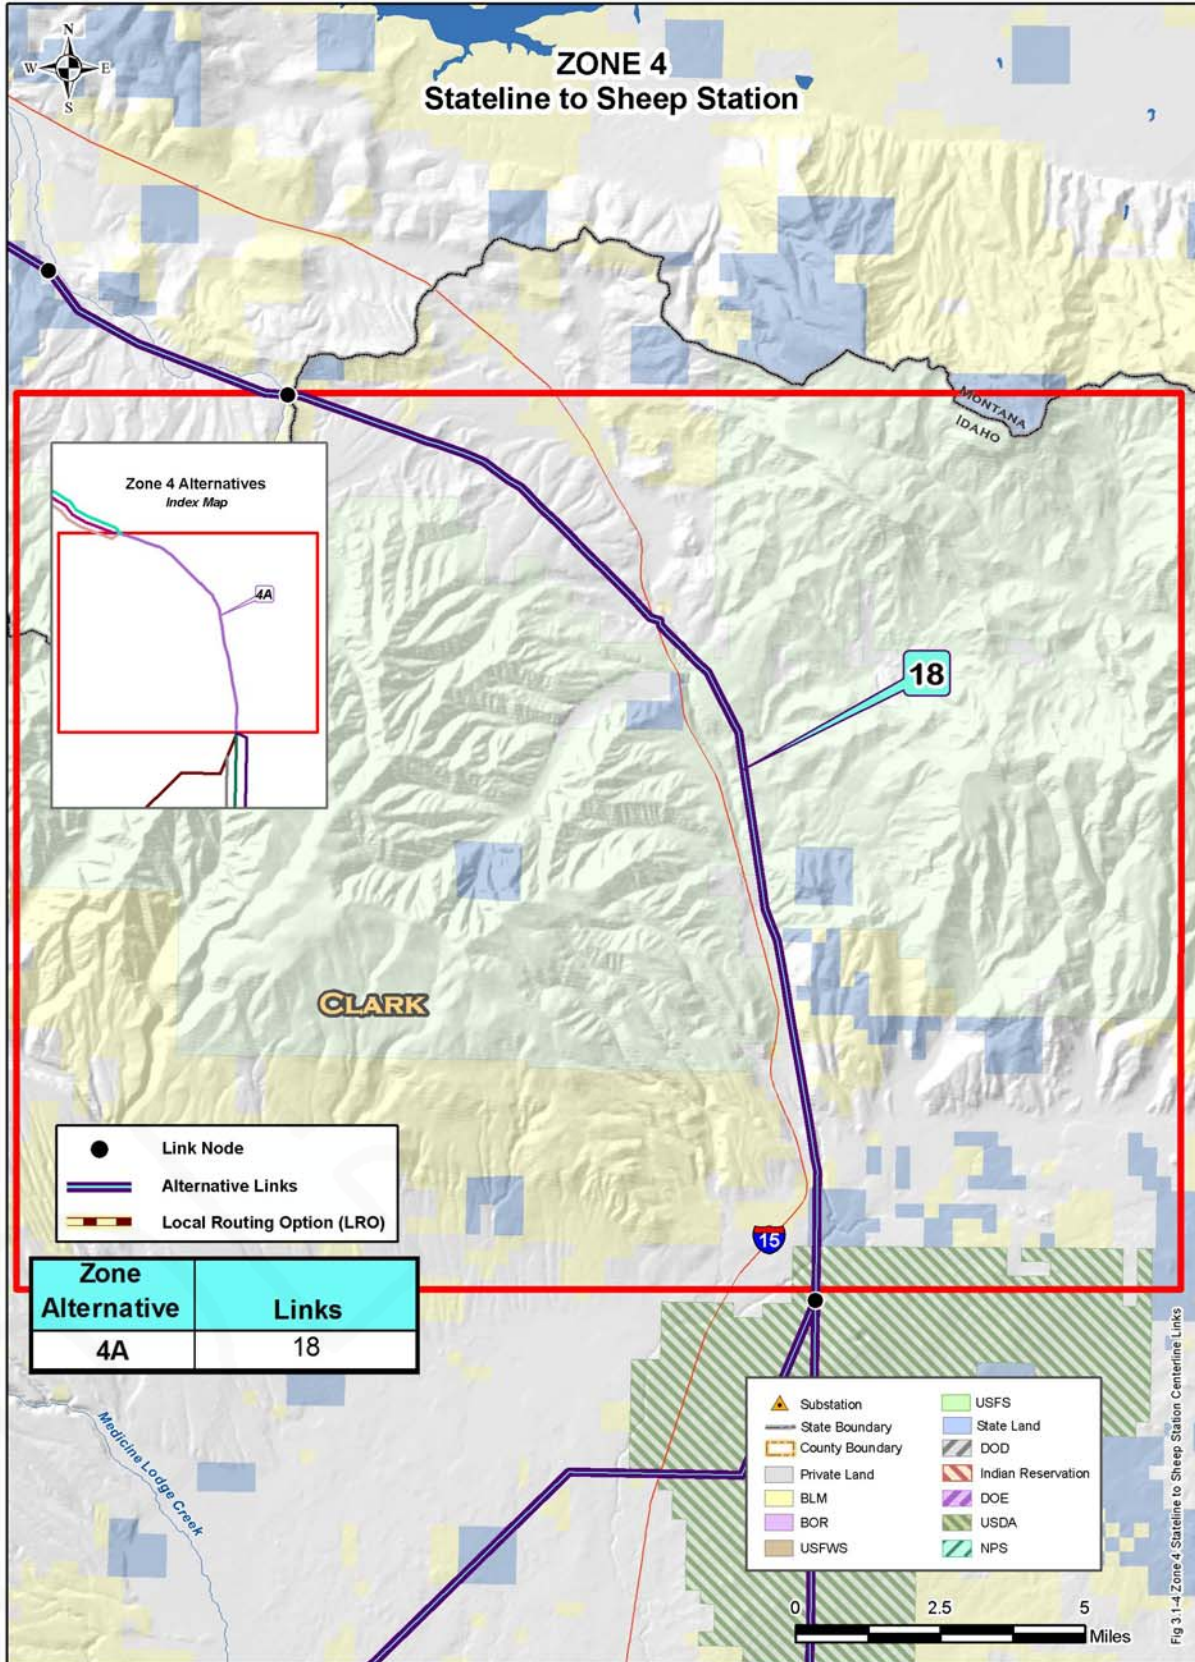 N
W
E
S
ZONE 4
Stateline to Sheep Station
MONTANA
IDAHO
Zone 4 Alternatives
Index Map
4A
18
CLARK
Link Node
Alternative Links
Local Routing Option (LRO)
15
Zone Alternative
Links
4A
18
Medicine Lodge Creek
Substation
State Boundary
County Boundary
Private Land
BLM
BOR
USFWS
USFS
State Land
DOD
Indian Reservation
DOE
USDA
NPS
0 2.5 5
Miles
Fig 3.1-4 Zone 4 Stateline to Sheep Station Centerline Links